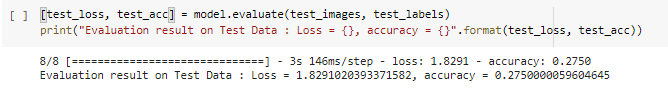 [ ] [test_loss, test_acc] = model.evaluate(test_images, test_labels)
print("Evaluation result on Test Data : Loss = {}, accuracy = {}".format(test_loss, test_acc))
8/8 [==============================] - 3s 146ms/step - loss: 1.8291 - accuracy: 0.2750
Evaluation result on Test Data : Loss = 1.8291020393371582, accuracy = 0.2750000059604645